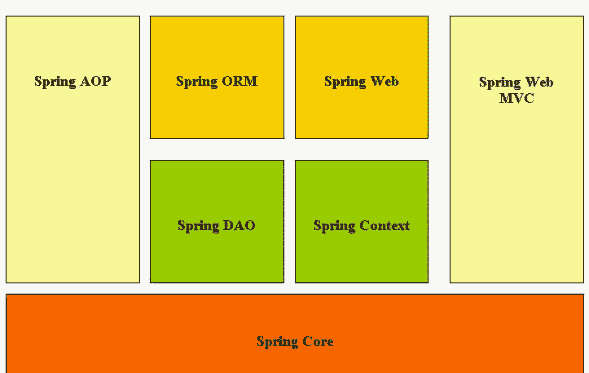 Spring AOP
Spring ORM
Spring Web
Spring Web
MVC
Spring DAO
Spring Context
Spring Core